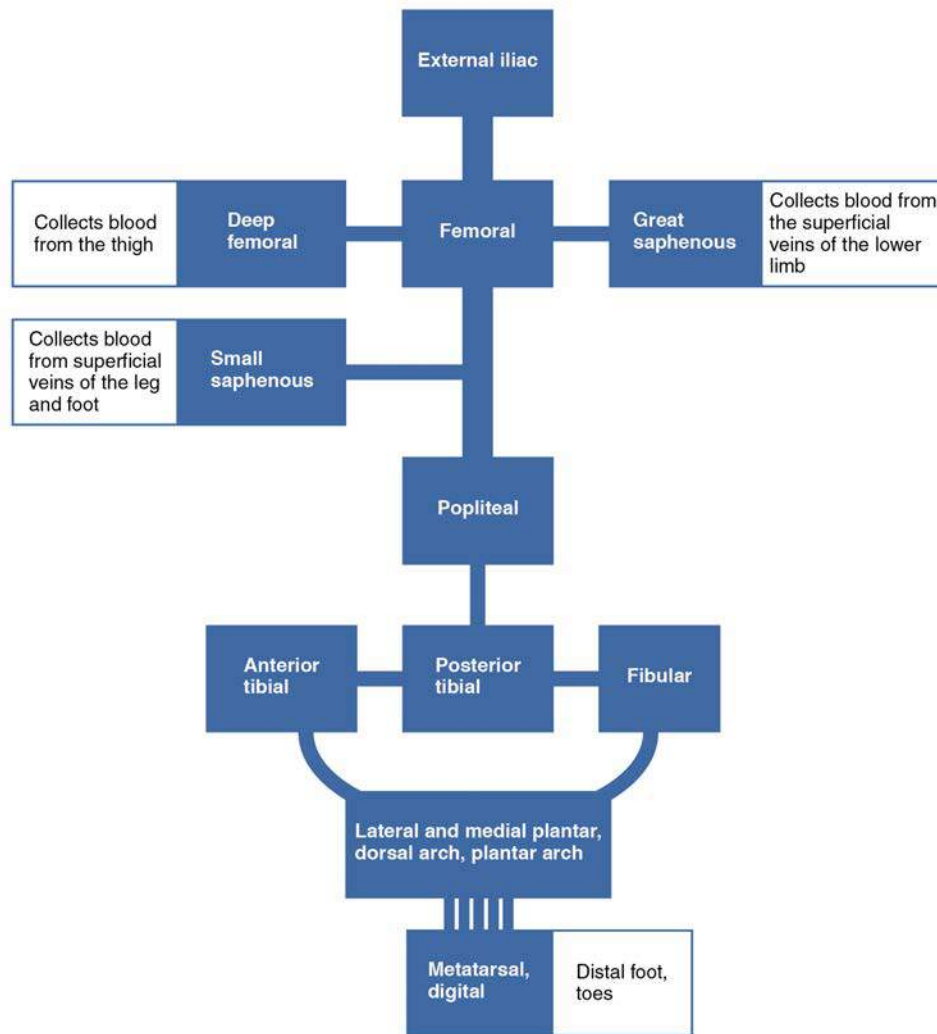 External iliac
Collects blood
from the thigh
Deep
femoral
Femoral
Great
saphenous
Collects blood from
the superficial
veins of the lower
limb
Collects blood
from superficial
veins of the leg
and foot
Small
saphenous
Popliteal
Anterior
tibial
Posterior
tibial
Fibular
Lateral and medial plantar,
dorsal arch, plantar arch
Metatarsal,
digital
Distal foot,
toes